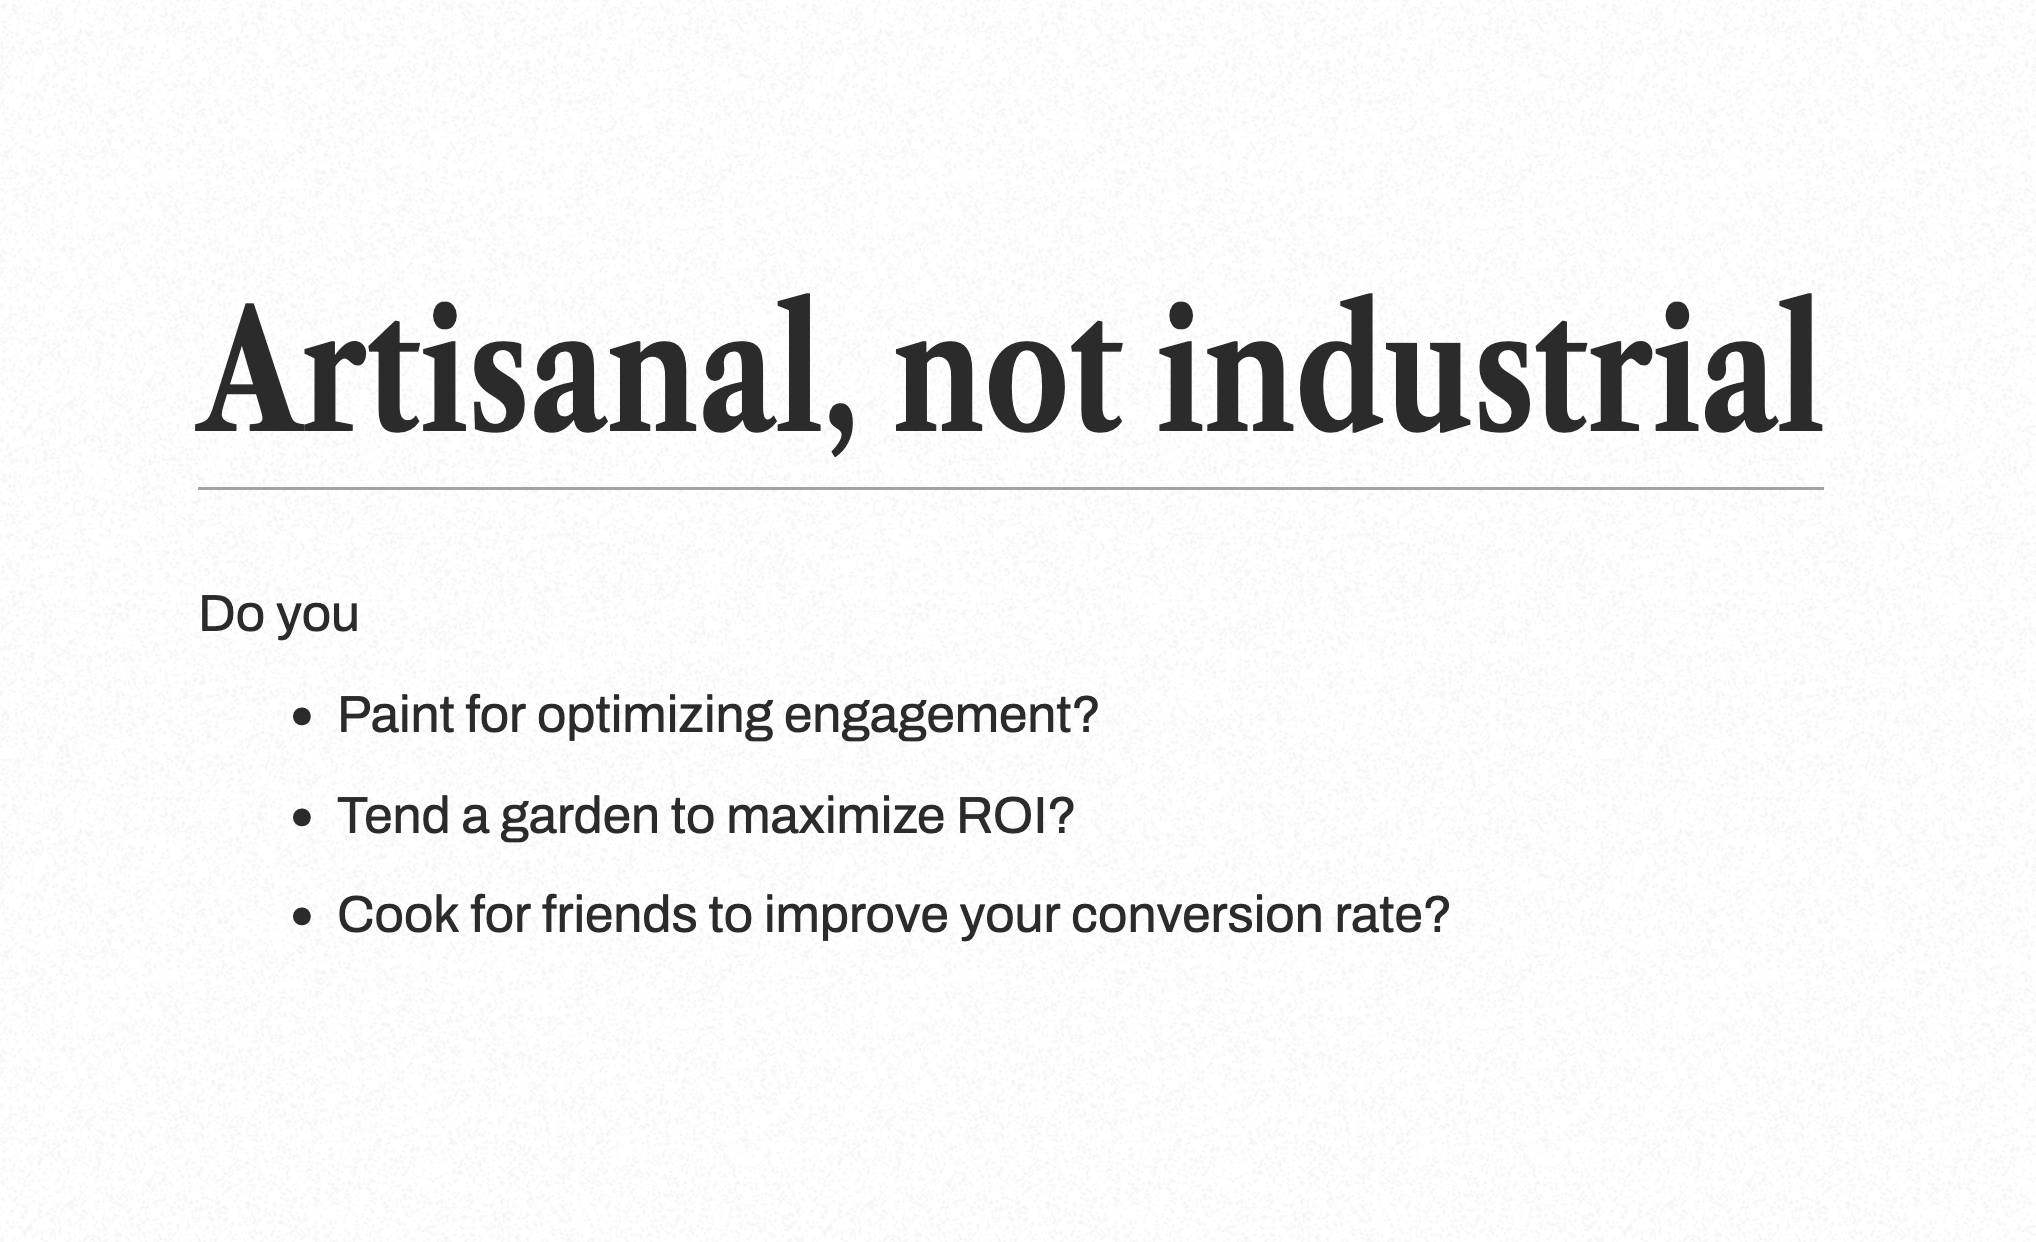 Artisanal, not industrial
Do you
• Paint for optimizing engagement?
• Tend a garden to maximize ROI?
• Cook for friends to improve your conversion rate?